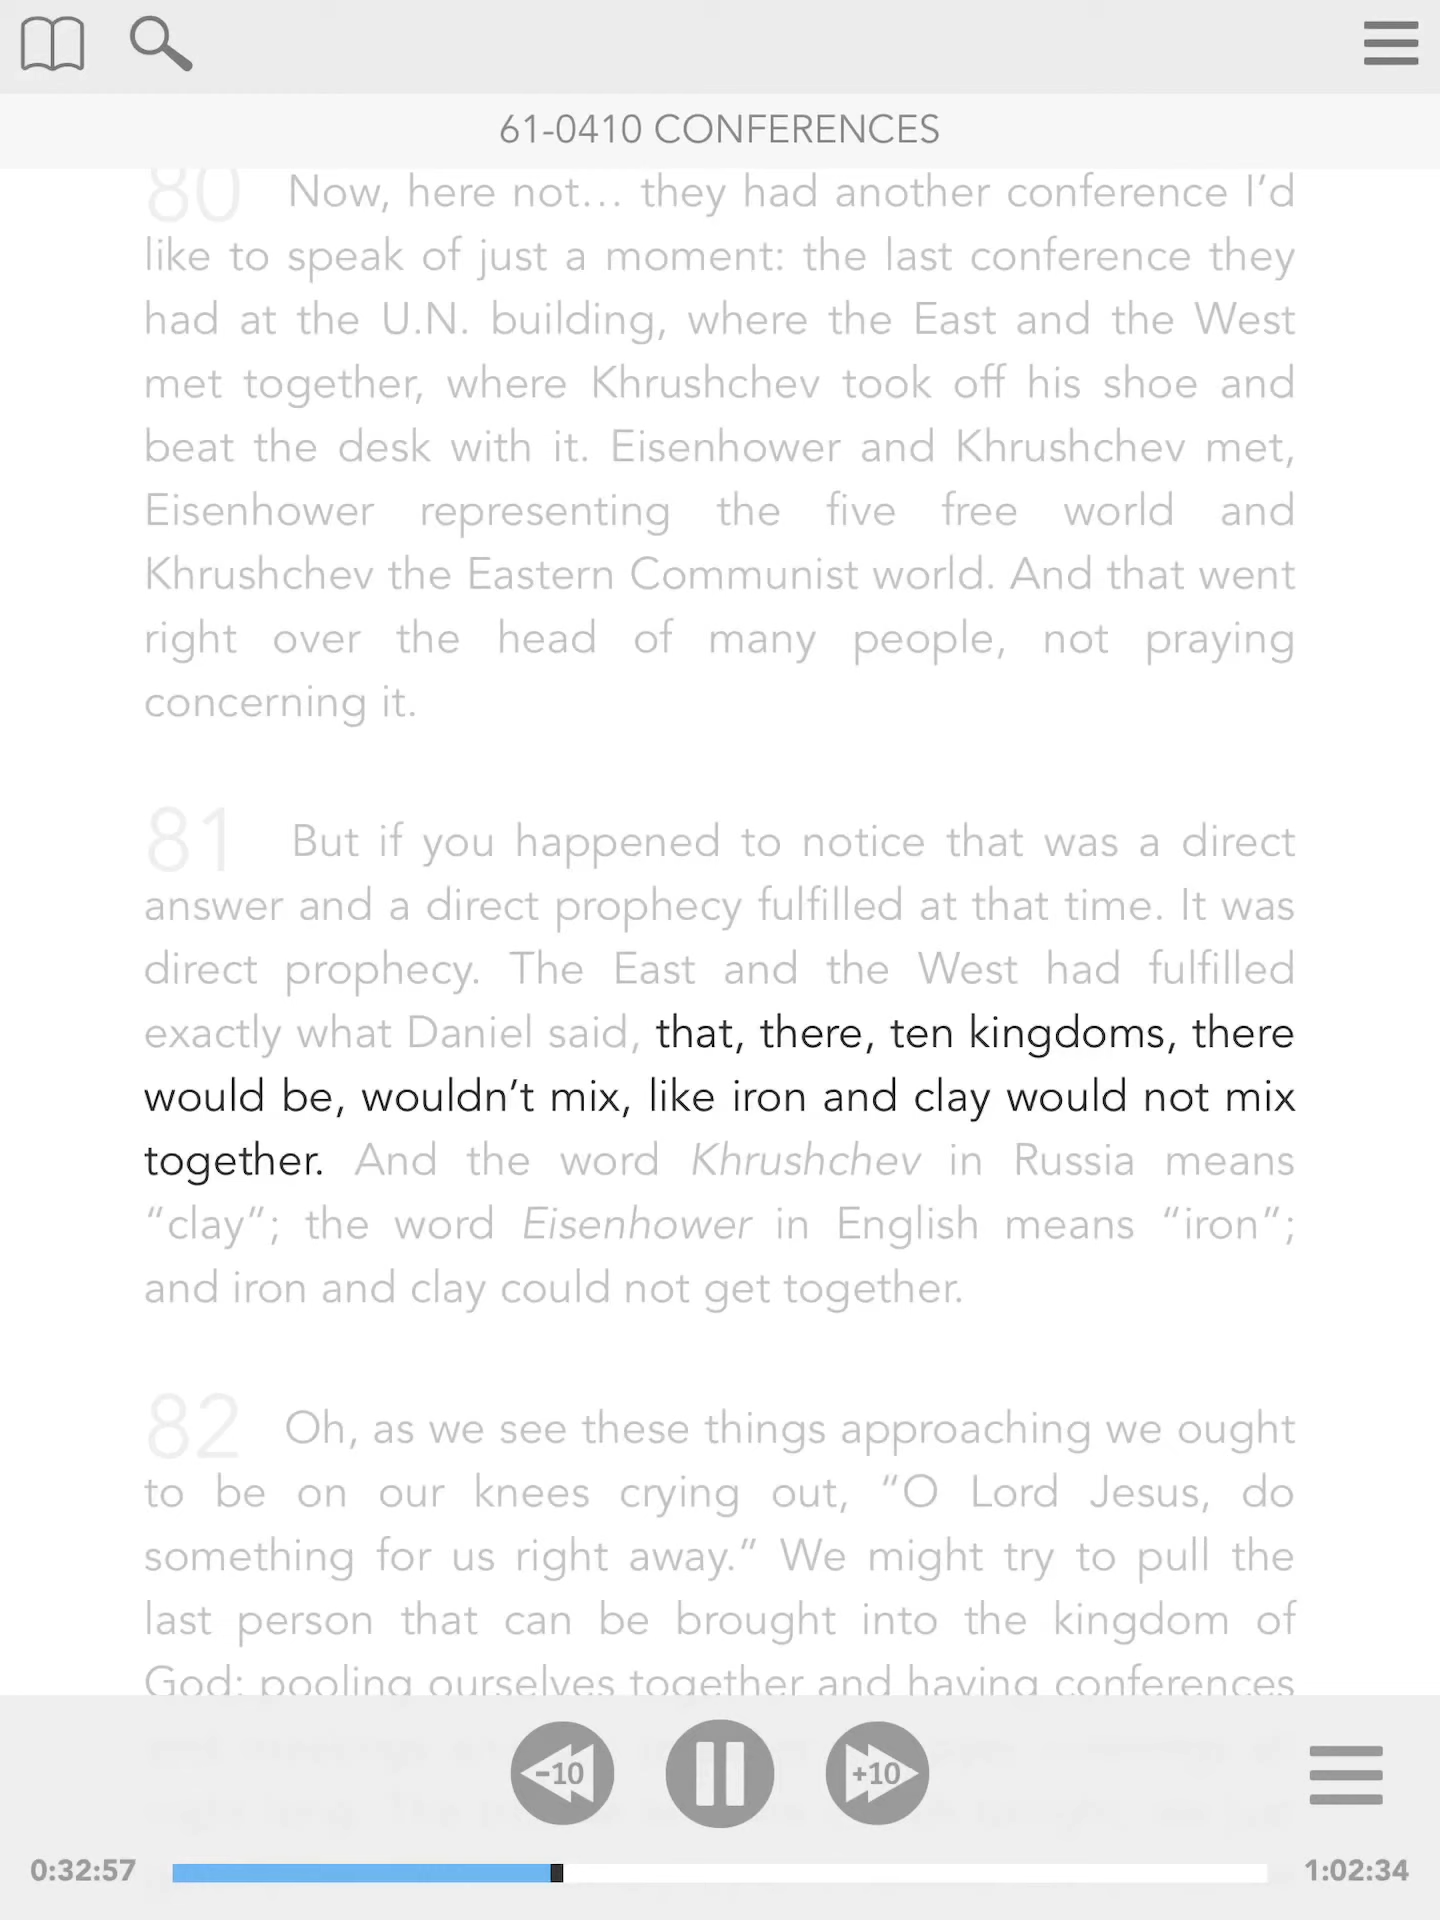 61-0410 CONFERENCES
80 Now, here not… they had another conference I’d
like to speak of just a moment: the last conference they
had at the U.N. building, where the East and the West
met together, where Khrushchev took off his shoe and
beat the desk with it. Eisenhower and Khrushchev met,
Eisenhower representing the five free world and
Khrushchev the Eastern Communist world. And that went
right over the head of many people, not praying
concerning it.
81 But if you happened to notice that was a direct
answer and a direct prophecy fulfilled at that time. It was
direct prophecy. The East and the West had fulfilled
exactly what Daniel said, that, there, ten kingdoms, there
would be, wouldn’t mix, like iron and clay would not mix
together. And the word Khrushchev in Russia means
“clay”; the word Eisenhower in English means “iron”;
and iron and clay could not get together.
82 Oh, as we see these things approaching we ought
to be on our knees crying out, “O Lord Jesus, do
something for us right away.” We might try to pull the
last person that can be brought into the kingdom of
God; pooling ourselves together and having conferences
-10 +10
0:32:57 1:02:34